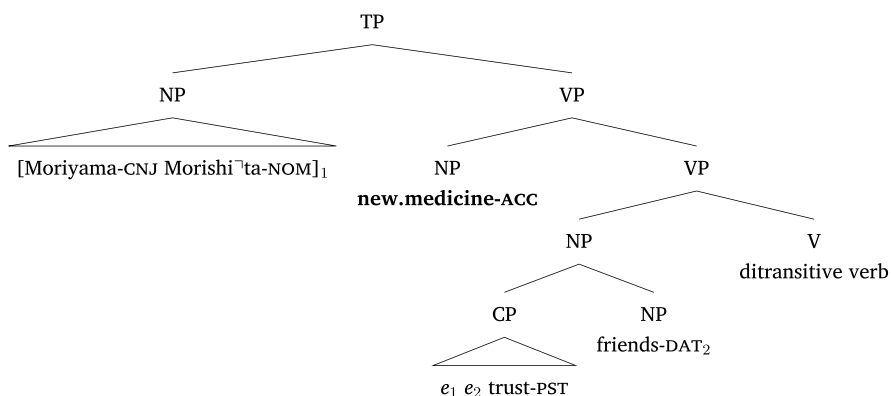 TP
NP VP
[Moriyama-CNJ Morishi⌝ta-NOM]₁ NP VP
new.medicine-ACC
NP V
ditransitive verb
CP NP
friends-DAT₂
e₁ e₂ trust-PST